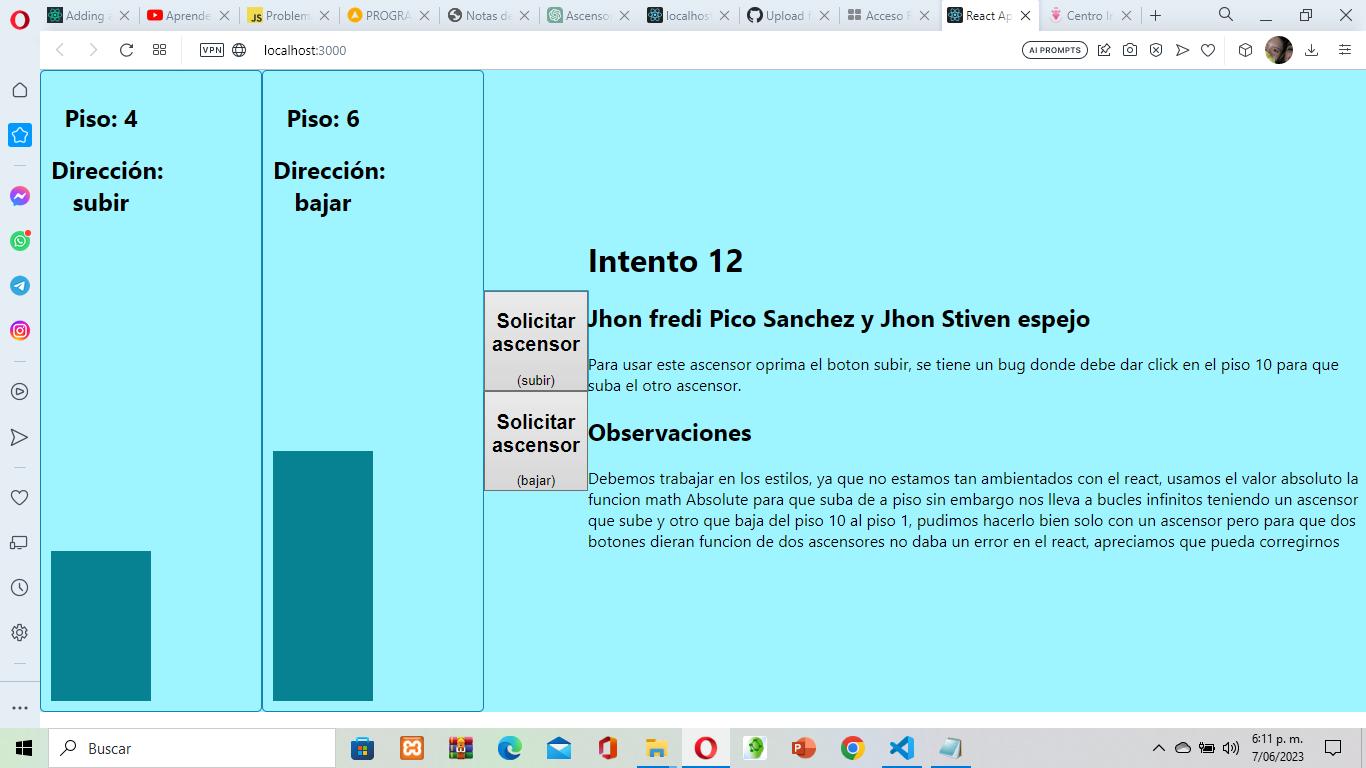 Adding a
Aprende
Problem
PROGRA
Notas de
Ascenso
localhost
Upload f
Acceso F
React Ap
Centro In
VPN
localhost:3000
AI PROMPTS
Piso: 4
Dirección:
subir
Piso: 6
Dirección:
bajar
Solicitar
ascensor
(subir)
Solicitar
ascensor
(bajar)
Intento 12
Jhon fredi Pico Sanchez y Jhon Stiven espejo
Para usar este ascensor oprima el boton subir, se tiene un bug donde debe dar click en el piso 10 para que
suba el otro ascensor.
Observaciones
Debemos trabajar en los estilos, ya que no estamos tan ambientados con el react, usamos el valor absoluto la
funcion math Absolute para que suba de a piso sin embargo nos lleva a bucles infinitos teniendo un ascensor
que sube y otro que baja del piso 10 al piso 1, pudimos hacerlo bien solo con un ascensor pero para que dos
botones dieran funcion de dos ascensores no daba un error en el react, apreciamos que pueda corregirnos
Buscar
6:11 p. m.
7/06/2023